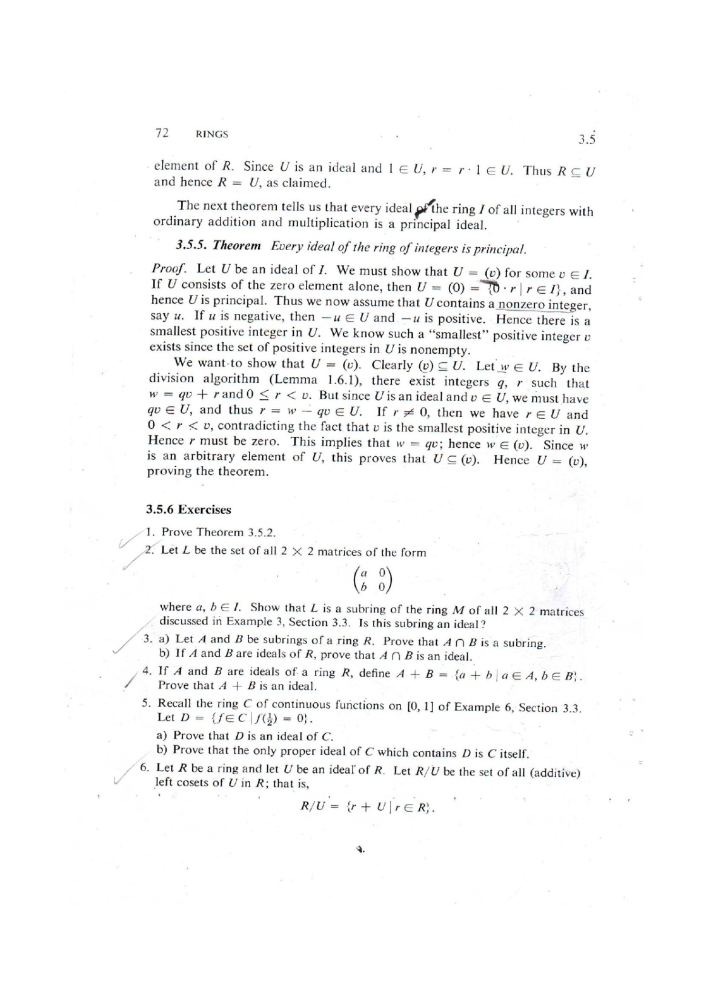 72 RINGS 3.5
element of R. Since U is an ideal and 1 ∈ U, r = r · 1 ∈ U. Thus R ⊆ U
and hence R = U, as claimed.
The next theorem tells us that every ideal of the ring I of all integers with
ordinary addition and multiplication is a principal ideal.
3.5.5. Theorem Every ideal of the ring of integers is principal.
Proof. Let U be an ideal of I. We must show that U = (v) for some v ∈ I.
If U consists of the zero element alone, then U = (0) = {0 · r | r ∈ I}, and
hence U is principal. Thus we now assume that U contains a nonzero integer,
say u. If u is negative, then −u ∈ U and −u is positive. Hence there is a
smallest positive integer in U. We know such a “smallest” positive integer v
exists since the set of positive integers in U is nonempty.
We want to show that U = (v). Clearly (v) ⊆ U. Let w ∈ U. By the
division algorithm (Lemma 1.6.1), there exist integers q, r such that
w = qv + r and 0 ≤ r < v. But since U is an ideal and v ∈ U, we must have
qv ∈ U, and thus r = w − qv ∈ U. If r ≠ 0, then we have r ∈ U and
0 < r < v, contradicting the fact that v is the smallest positive integer in U.
Hence r must be zero. This implies that w = qv; hence w ∈ (v). Since w
is an arbitrary element of U, this proves that U ⊆ (v). Hence U = (v),
proving the theorem.
3.5.6 Exercises
1. Prove Theorem 3.5.2.
2. Let L be the set of all 2 × 2 matrices of the form
(a 0)
(b 0)
where a, b ∈ I. Show that L is a subring of the ring M of all 2 × 2 matrices
discussed in Example 3, Section 3.3. Is this subring an ideal?
3. a) Let A and B be subrings of a ring R. Prove that A ∩ B is a subring.
b) If A and B are ideals of R, prove that A ∩ B is an ideal.
4. If A and B are ideals of a ring R, define A + B = {a + b | a ∈ A, b ∈ B}.
Prove that A + B is an ideal.
5. Recall the ring C of continuous functions on [0, 1] of Example 6, Section 3.3.
Let D = {f ∈ C | f(½) = 0}.
a) Prove that D is an ideal of C.
b) Prove that the only proper ideal of C which contains D is C itself.
6. Let R be a ring and let U be an ideal of R. Let R/U be the set of all (additive)
left cosets of U in R; that is,
R/U = {r + U | r ∈ R}.